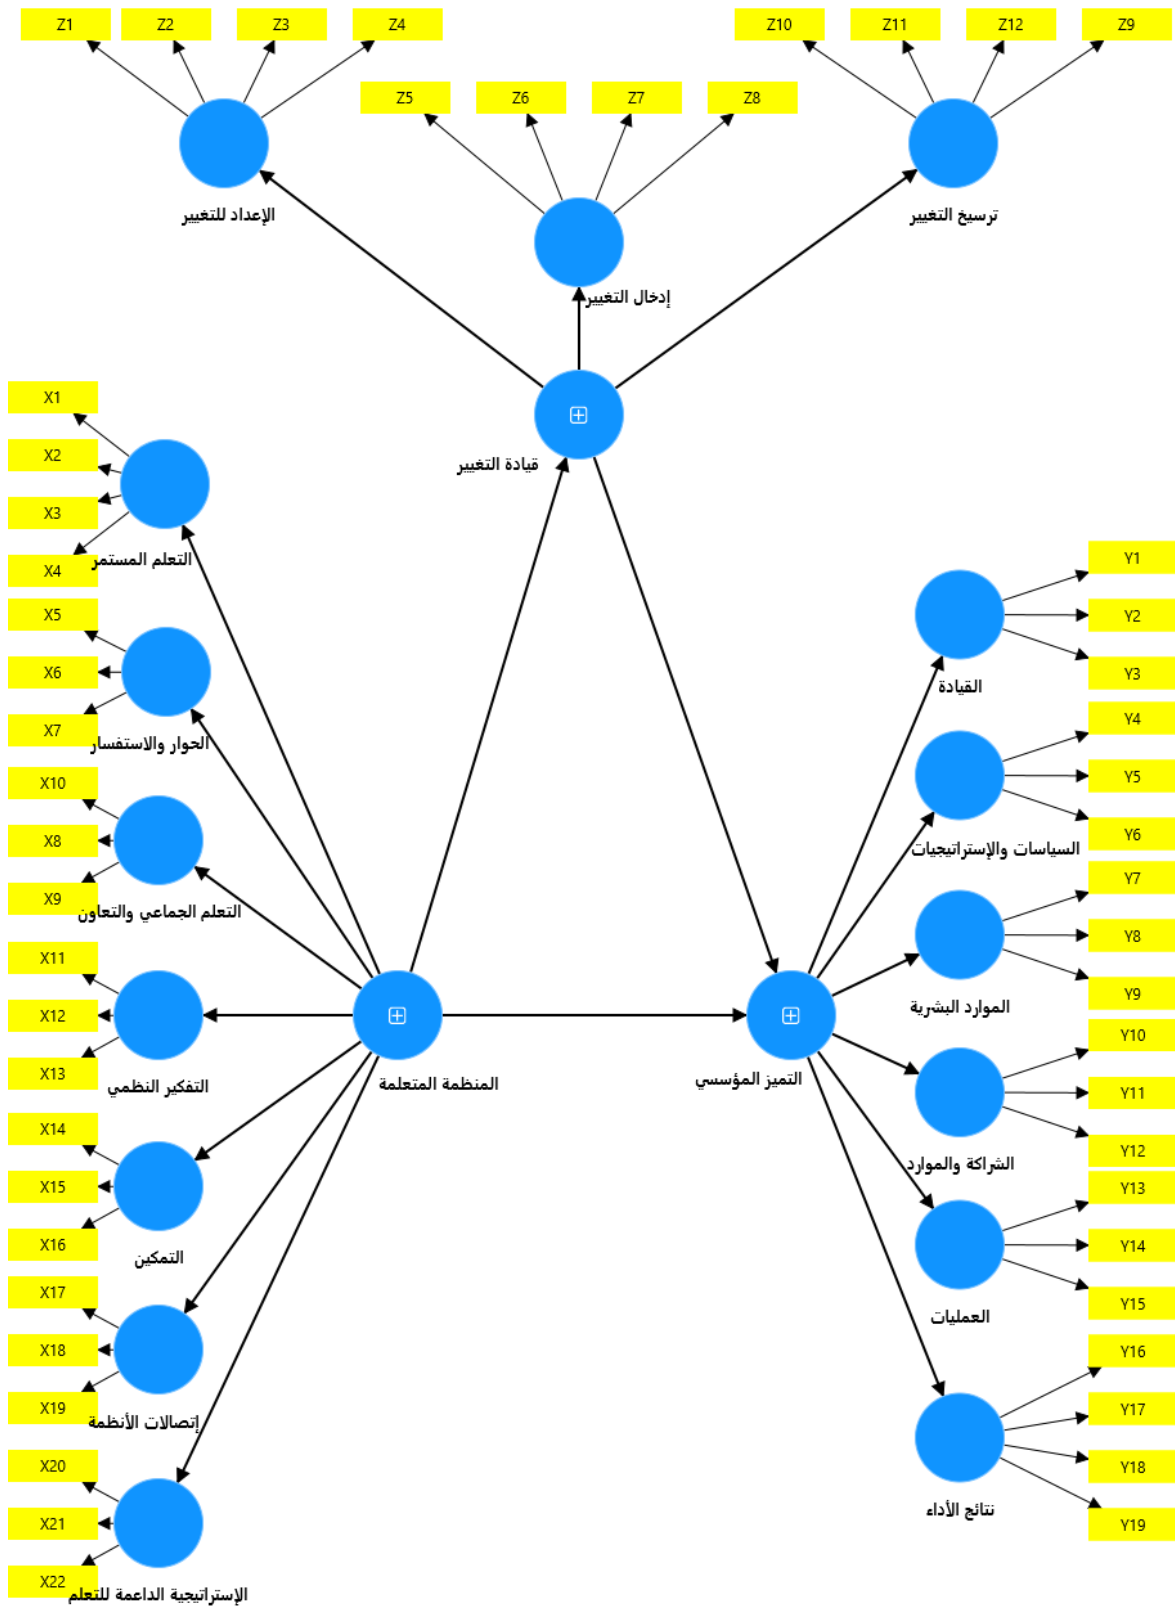 Z1
Z2
Z3
Z4
Z10
Z11
Z12
Z9
Z5
Z6
Z7
Z8
الإعداد للتغيير
ترسيخ التغيير
إدخال التغيير
قيادة التغيير
X1
X2
X3
X4
التعلم المستمر
X5
X6
X7
الحوار والاستفسار
X10
X8
X9
التعلم الجماعي والتعاون
X11
X12
X13
التفكير النظمي
X14
X15
X16
التمكين
X17
X18
X19
إتصالات الأنظمة
X20
X21
X22
الإستراتيجية الداعمة للتعلم
المنظمة المتعلمة
التميز المؤسسي
Y1
Y2
Y3
القيادة
Y4
Y5
Y6
السياسات والإستراتيجيات
Y7
Y8
Y9
الموارد البشرية
Y10
Y11
Y12
الشراكة والموارد
Y13
Y14
Y15
العمليات
Y16
Y17
Y18
Y19
نتائج الأداء